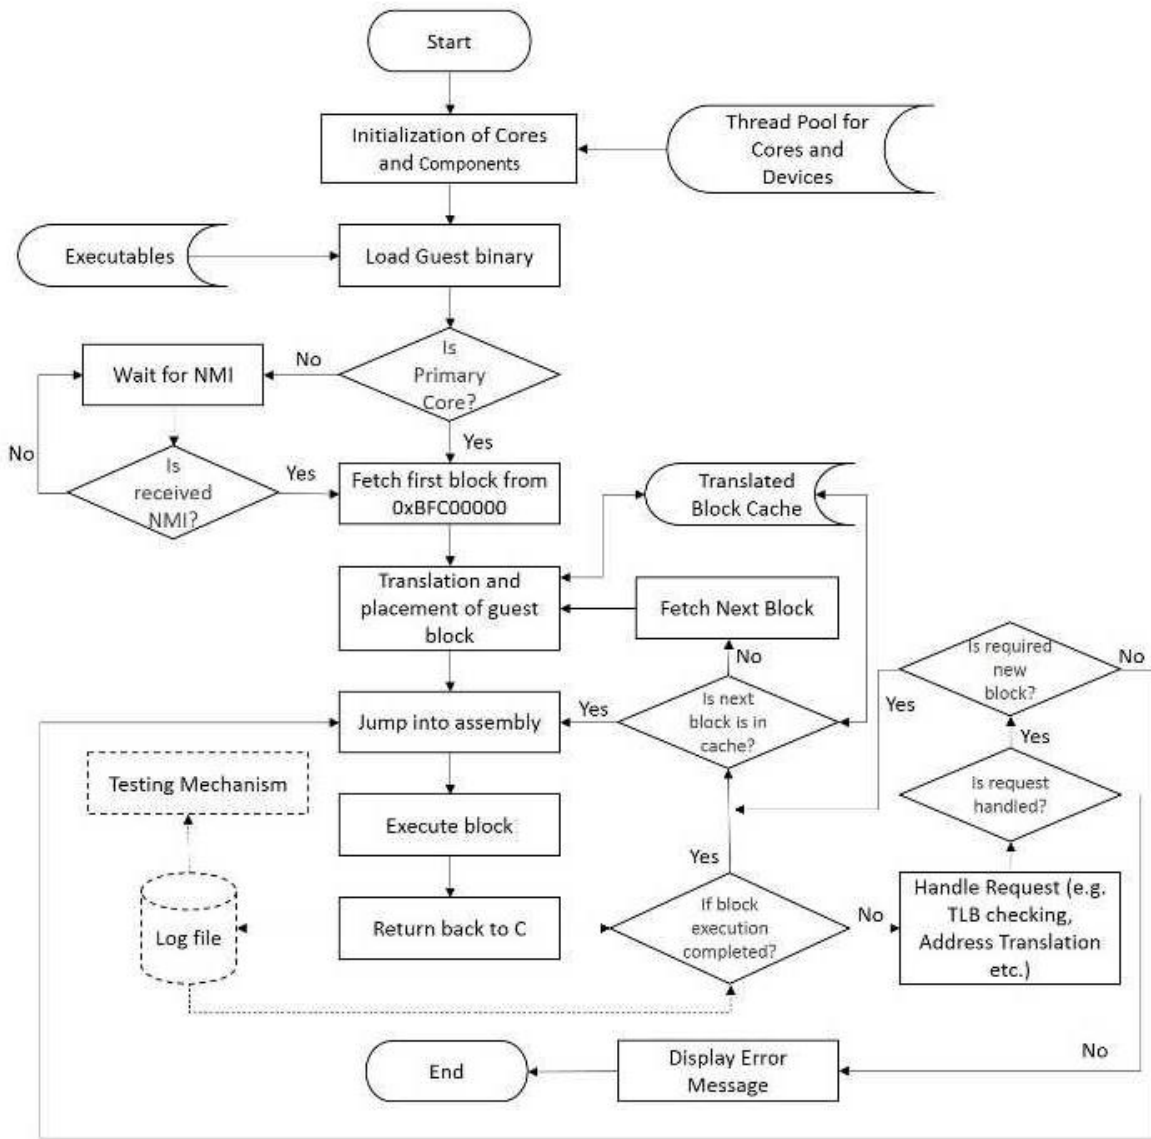 Start
Initialization of Cores
and Components
Thread Pool for
Cores and
Devices
Executables
Load Guest binary
Is
Primary
Core?
No
Wait for NMI
Yes
No
Is
received
NMI?
Yes
Fetch first block from
0xBFC00000
Translated
Block Cache
Translation and
placement of guest
block
Fetch Next Block
No
Is required
new
block?
No
Yes
Jump into assembly
Yes
Is next
block is in
cache?
Yes
Is request
handled?
Testing Mechanism
Execute block
Yes
Handle Request (e.g.
TLB checking,
Address Translation
etc.)
Log file
Return back to C
If block
execution
completed?
No
No
Display Error
Message
End